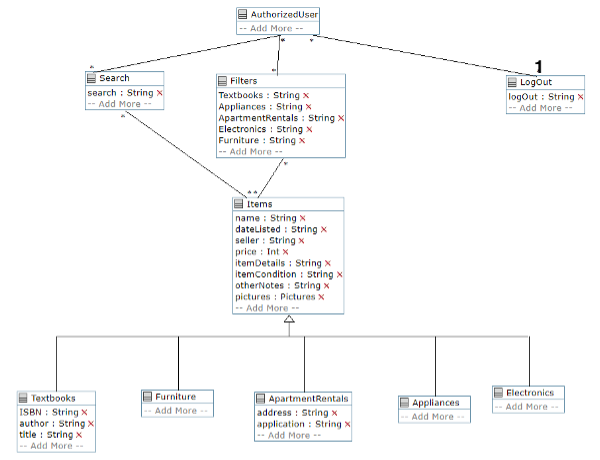 AuthorizedUser
-- Add More --
*
*
*
*
*
1
Search
search : String X
-- Add More --
*
Filters
Textbooks : String X
Appliances : String X
ApartmentRentals : String X
Electronics : String X
Furniture : String X
-- Add More --
*
LogOut
logOut : String X
-- Add More --
* *
Items
name : String X
dateListed : String X
seller : String X
price : Int X
itemDetails : String X
itemCondition : String X
otherNotes : String X
pictures : Pictures X
-- Add More --
Textbooks
ISBN : String X
author : String X
title : String X
-- Add More --
Furniture
-- Add More --
ApartmentRentals
address : String X
application : String X
-- Add More --
Appliances
-- Add More --
Electronics
-- Add More --